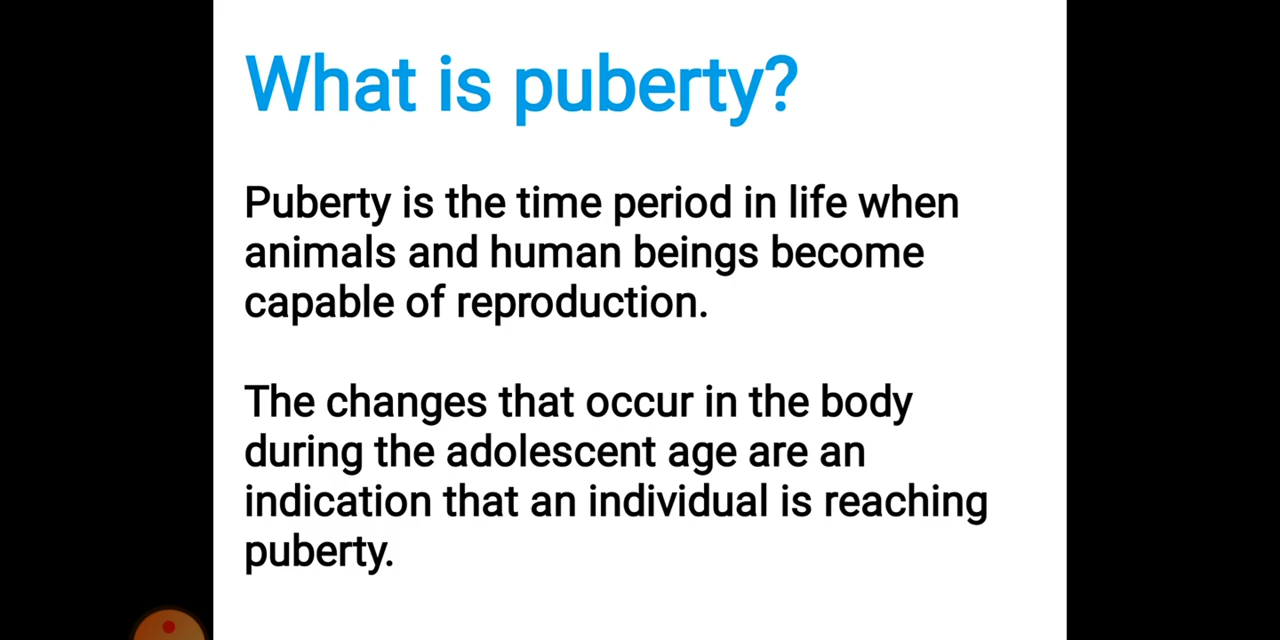 What is puberty?
Puberty is the time period in life when
animals and human beings become
capable of reproduction.
The changes that occur in the body
during the adolescent age are an
indication that an individual is reaching
puberty.